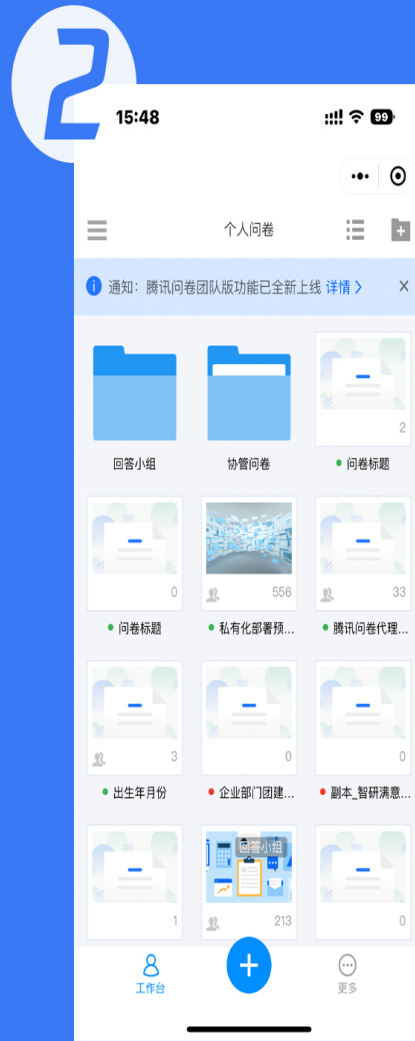 2
15:48
99
个人问卷
通知：腾讯问卷团队版功能已全新上线 详情
回答小组
协管问卷
2
问卷标题
0
问卷标题
556
私有化部署预...
33
腾讯问卷代理...
3
出生年月份
0
企业部门团建...
0
副本_智研满意...
1
回答小组
213
0
工作台
更多